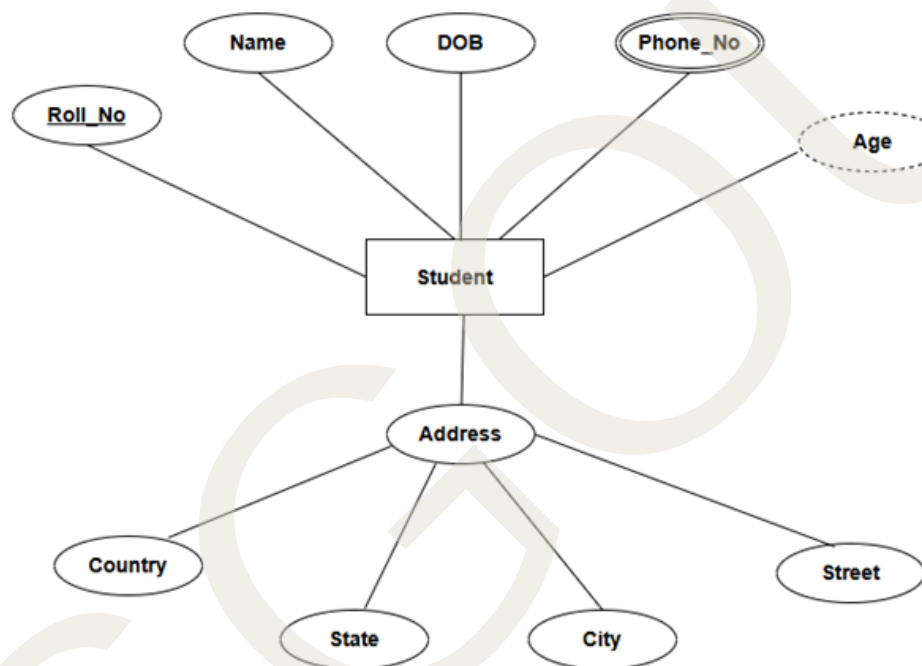 Name
DOB
Phone_No
Roll_No
Age
Student
Address
Country
Street
State
City